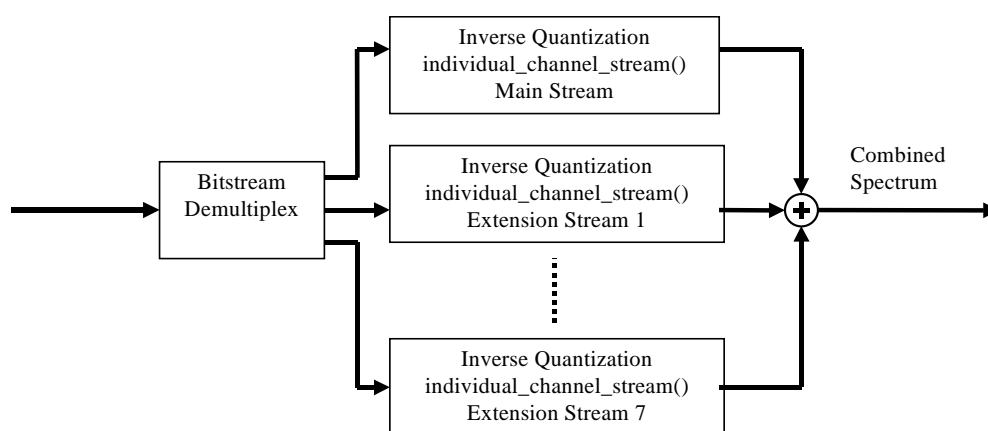 Inverse Quantization
individual_channel_stream()
Main Stream
Bitstream
Demultiplex
Inverse Quantization
individual_channel_stream()
Extension Stream 1
Combined
Spectrum
Inverse Quantization
individual_channel_stream()
Extension Stream 7